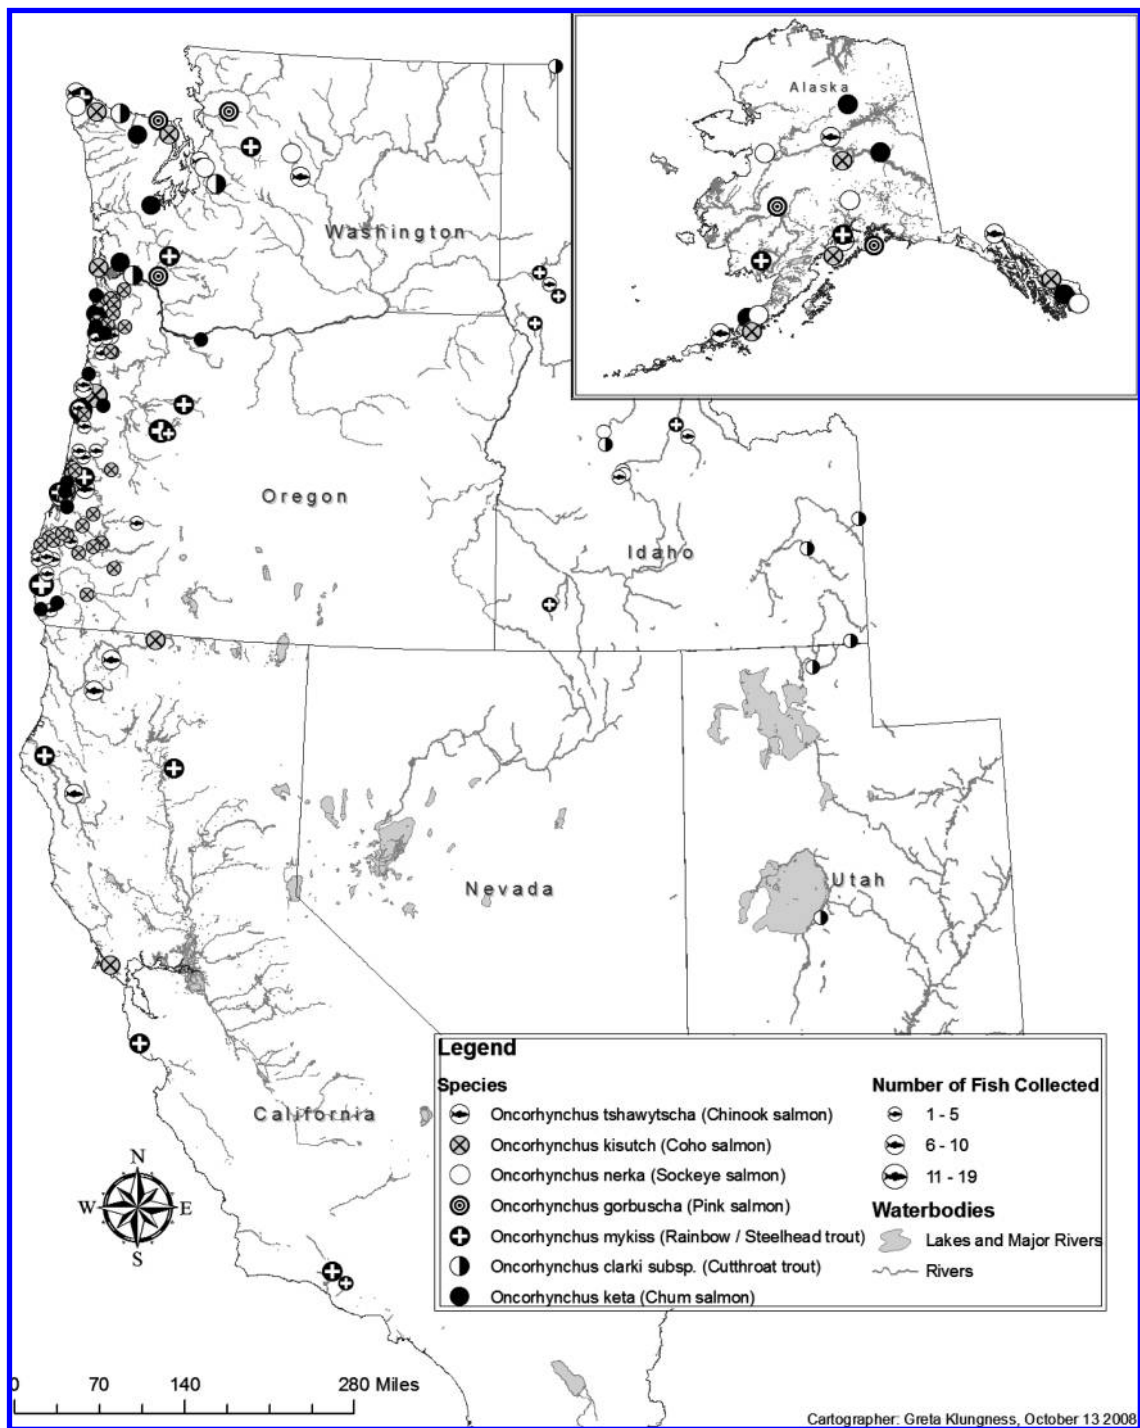 Alaska
Washington
Oregon
Idaho
Nevada
Utah
California
N
W E
S
Legend
Species
Oncorhynchus tshawytscha (Chinook salmon)
Oncorhynchus kisutch (Coho salmon)
Oncorhynchus nerka (Sockeye salmon)
Oncorhynchus gorbuscha (Pink salmon)
Oncorhynchus mykiss (Rainbow / Steelhead trout)
Oncorhynchus clarki subsp. (Cutthroat trout)
Oncorhynchus keta (Chum salmon)
Number of Fish Collected
1 - 5
6 - 10
11 - 19
Waterbodies
Lakes and Major Rivers
Rivers
0 70 140 280 Miles
Cartographer: Greta Klungness, October 13 2008